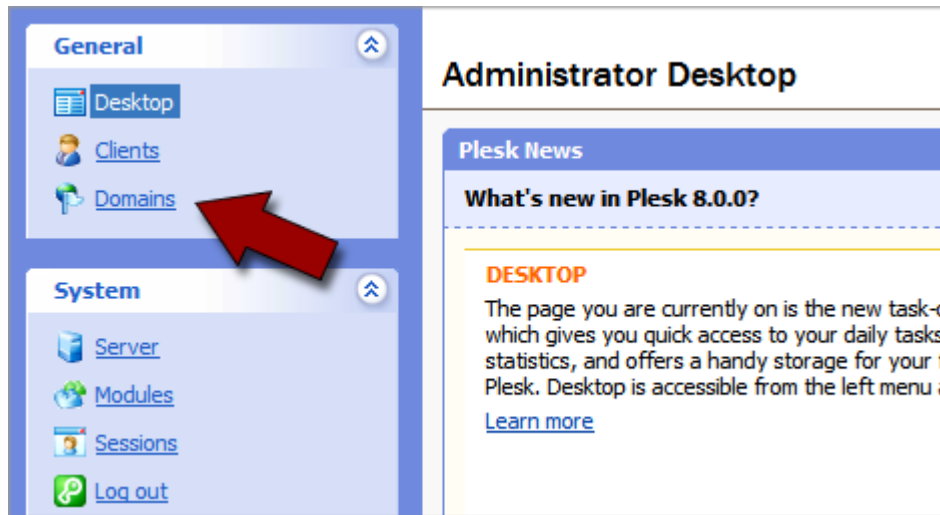 General
Desktop
Clients
Domains
System
Server
Modules
Sessions
Log out
Administrator Desktop
Plesk News
What's new in Plesk 8.0.0?
DESKTOP
The page you are currently on is the new task-
which gives you quick access to your daily tasks
statistics, and offers a handy storage for your
Plesk. Desktop is accessible from the left menu
Learn more